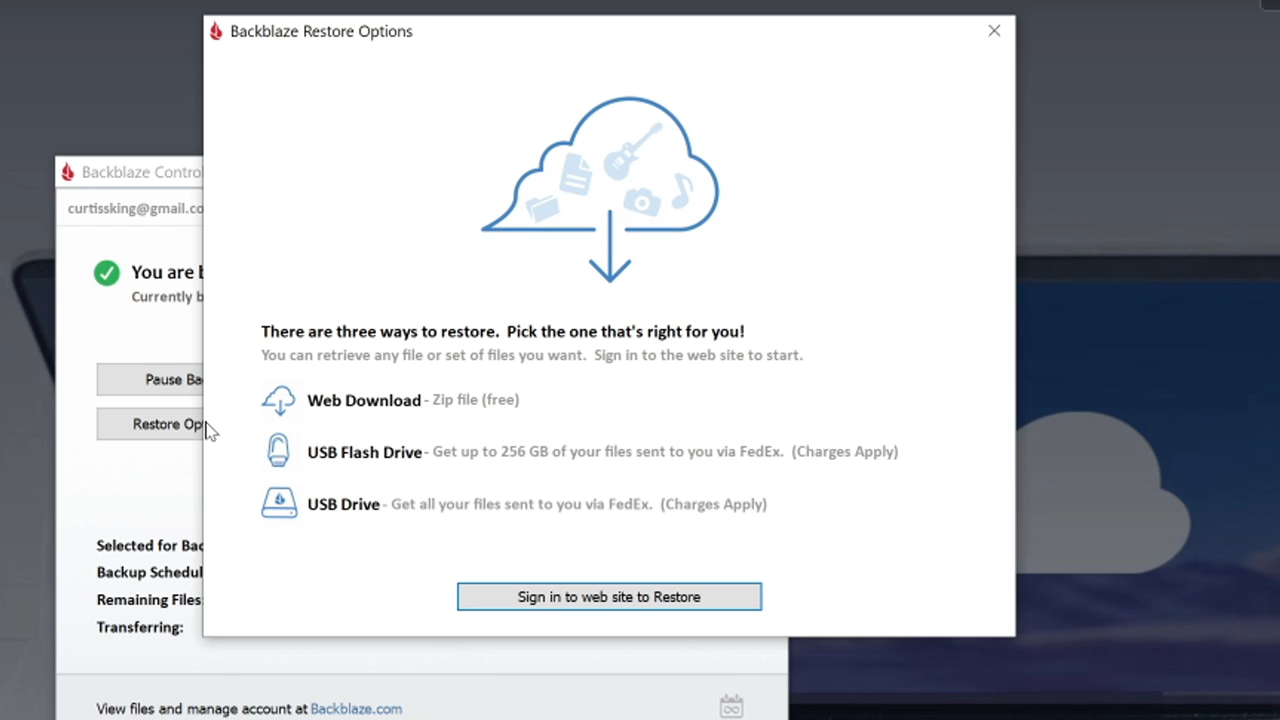 Backblaze Restore Options
There are three ways to restore. Pick the one that's right for you!
You can retrieve any file or set of files you want. Sign in to the web site to start.
Web Download - Zip file (free)
USB Flash Drive - Get up to 256 GB of your files sent to you via FedEx. (Charges Apply)
USB Drive - Get all your files sent to you via FedEx. (Charges Apply)
Sign in to web site to Restore
Backblaze Contro
curtissking@gmail.co
You are b
Currently b
Pause Ba
Restore Op
Selected for Bac
Backup Schedul
Remaining Files:
Transferring:
View files and manage account at Backblaze.com